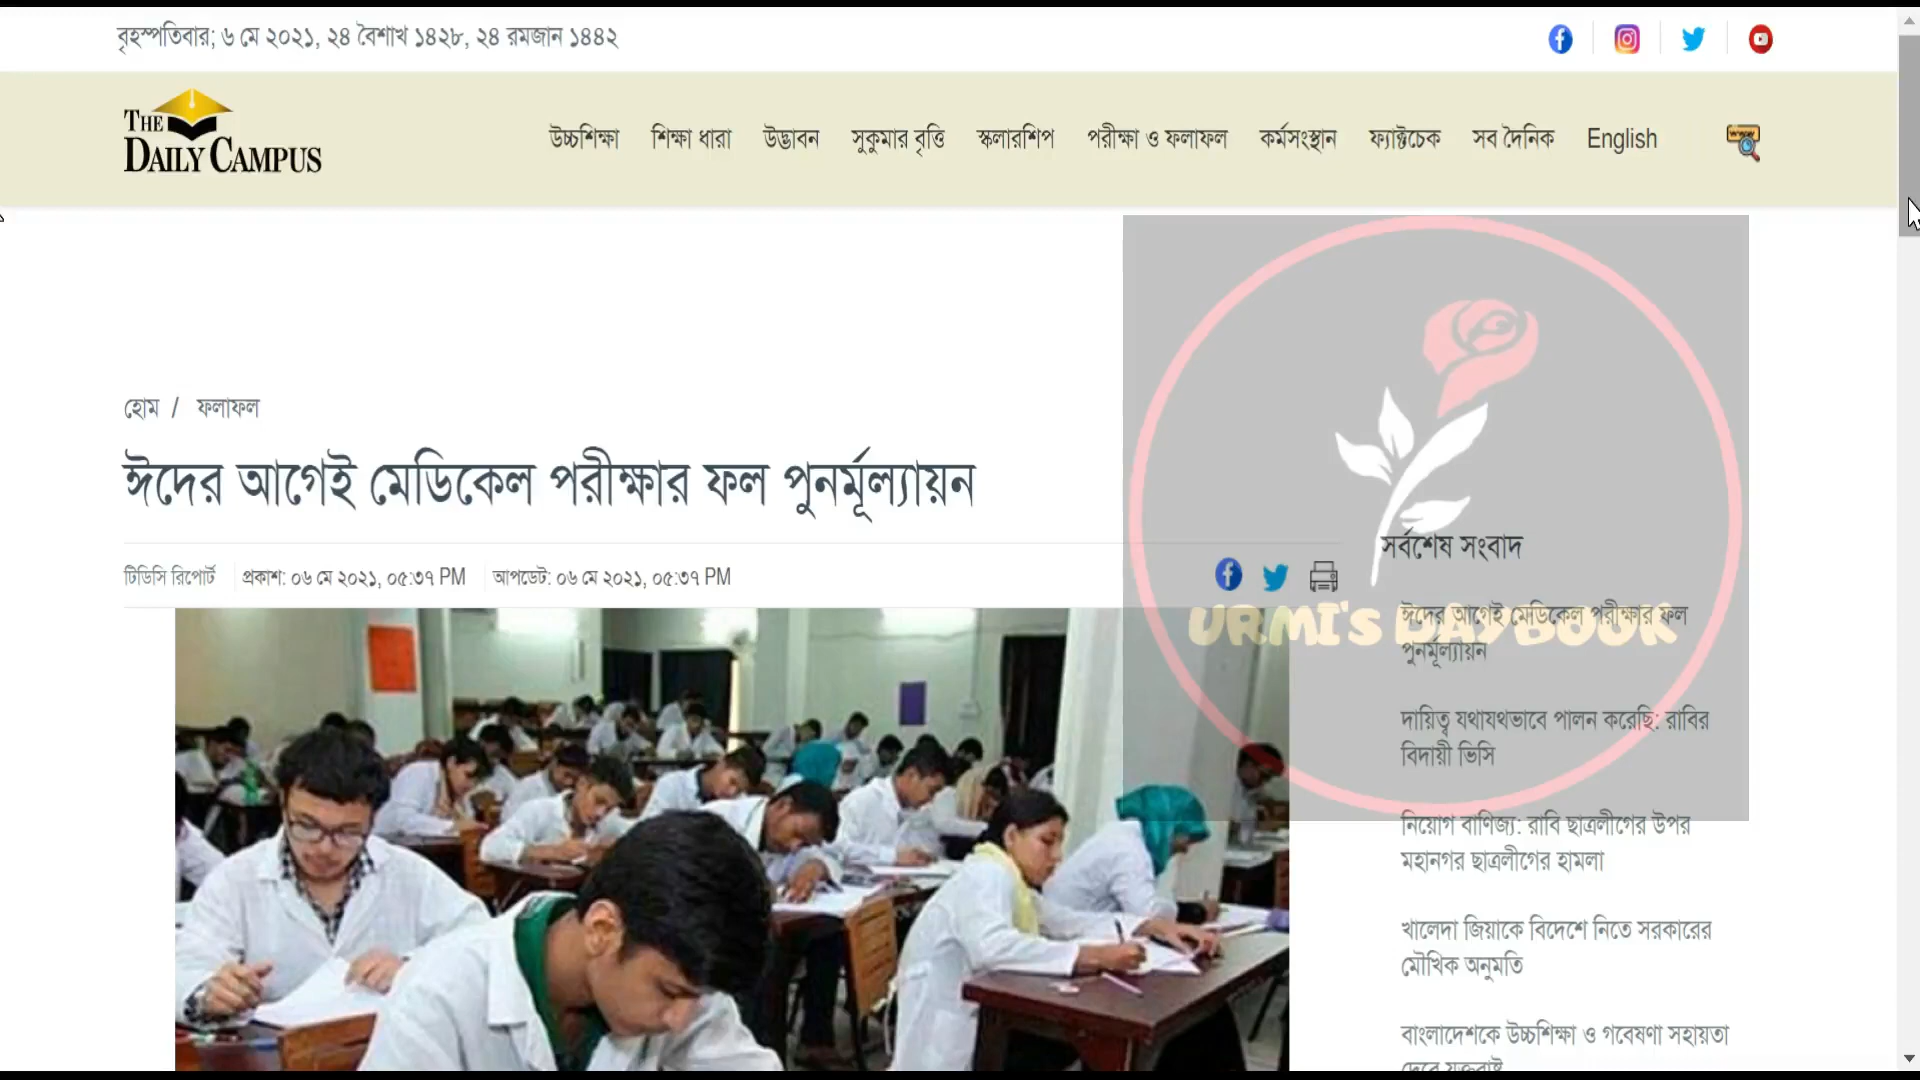 বৃহস্পতিবার; ৬ মে ২০২১, ২৪ বৈশাখ ১৪২৮, ২৪ রমজান ১৪৪২
THE
DAILY CAMPUS
উচ্চশিক্ষা শিক্ষা ধারা উদ্ভাবন সুকুমার বৃত্তি স্কলারশিপ পরীক্ষা ও ফলাফল কর্মসংস্থান ফ্যাক্টচেক সব দৈনিক English
www
হোম / ফলাফল
ঈদের আগেই মেডিকেল পরীক্ষার ফল পুনর্মূল্যায়ন
টিডিসি রিপোর্ট প্রকাশ: ০৬ মে ২০২১, ০৫:৩৭ PM আপডেট: ০৬ মে ২০২১, ০৫:৩৭ PM
সর্বশেষ সংবাদ
URMI's DAYBOOK
ঈদের আগেই মেডিকেল পরীক্ষার ফল
পুনর্মূল্যায়ন
দায়িত্ব যথাযথভাবে পালন করেছি: রাবির
বিদায়ী ভিসি
নিয়োগ বাণিজ্য: রাবি ছাত্রলীগের উপর
মহানগর ছাত্রলীগের হামলা
খালেদা জিয়াকে বিদেশে নিতে সরকারের
মৌখিক অনুমতি
বাংলাদেশকে উচ্চশিক্ষা ও গবেষণা সহায়তা